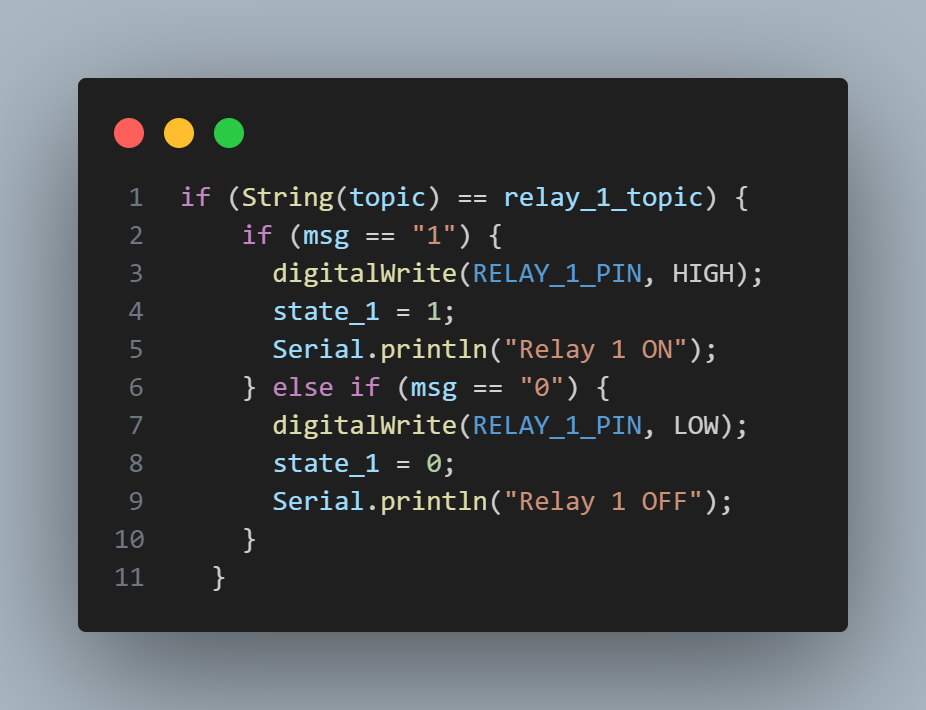 1 if (String(topic) == relay_1_topic) {
2     if (msg == "1") {
3       digitalWrite(RELAY_1_PIN, HIGH);
4       state_1 = 1;
5       Serial.println("Relay 1 ON");
6     } else if (msg == "0") {
7       digitalWrite(RELAY_1_PIN, LOW);
8       state_1 = 0;
9       Serial.println("Relay 1 OFF");
10     }
11   }